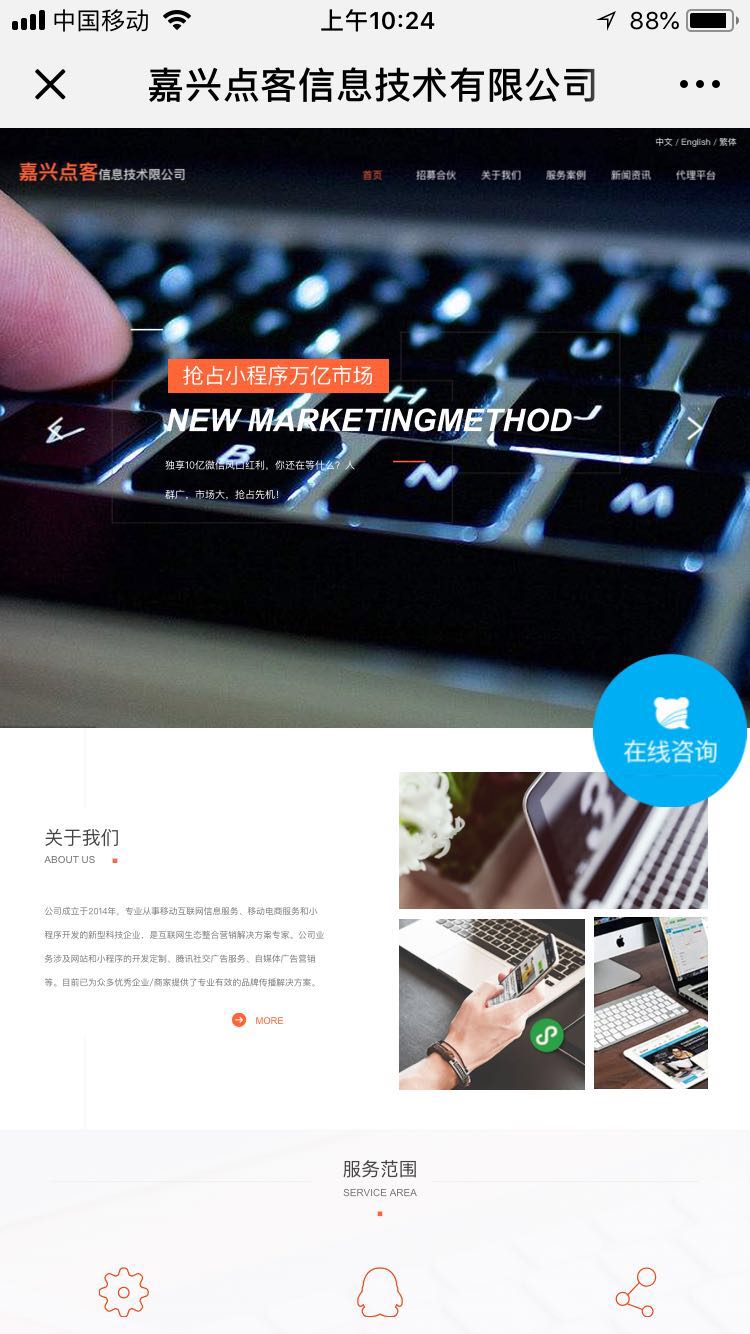 中国移动
上午10:24
88%
嘉兴点客信息技术有限公司
中文 / English / 繁体
嘉兴点客信息技术限公司
首页 招募合伙 关于我们 服务案例 新闻资讯 代理平台
抢占小程序万亿市场
NEW MARKETINGMETHOD
独享10亿微信风口红利，你还在等什么？人
群广，市场大，抢占先机！
H
U
J
B
N
M
在线咨询
关于我们
ABOUT US
公司成立于2014年，专业从事移动互联网信息服务、移动电商服务和小
程序开发的新型科技企业，是互联网生态整合营销解决方案专家。公司业
务涉及网站和小程序的开发定制、腾讯社交广告服务、自媒体广告营销
等。目前已为众多优秀企业/商家提供了专业有效的品牌传播解决方案。
MORE
服务范围
SERVICE AREA